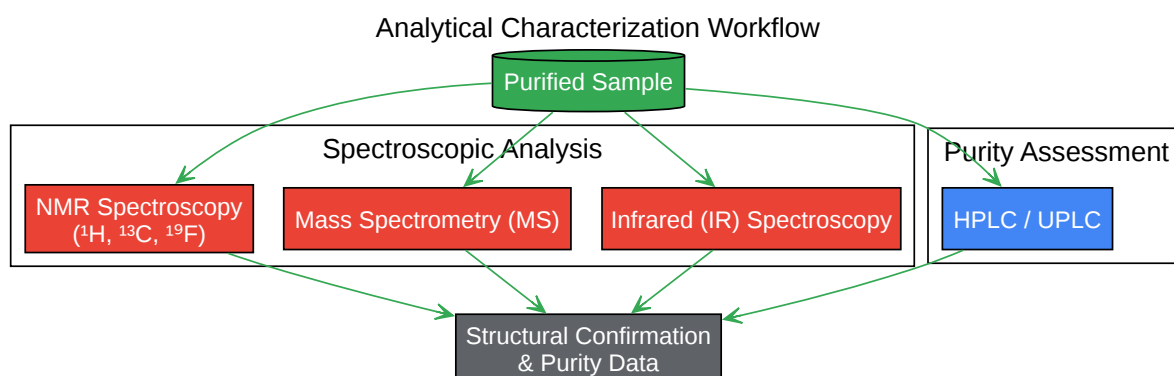 Analytical Characterization Workflow
Purified Sample
Spectroscopic Analysis
Purity Assessment
NMR Spectroscopy
(¹H, ¹³C, ¹⁹F)
Mass Spectrometry (MS)
Infrared (IR) Spectroscopy
HPLC / UPLC
Structural Confirmation
& Purity Data